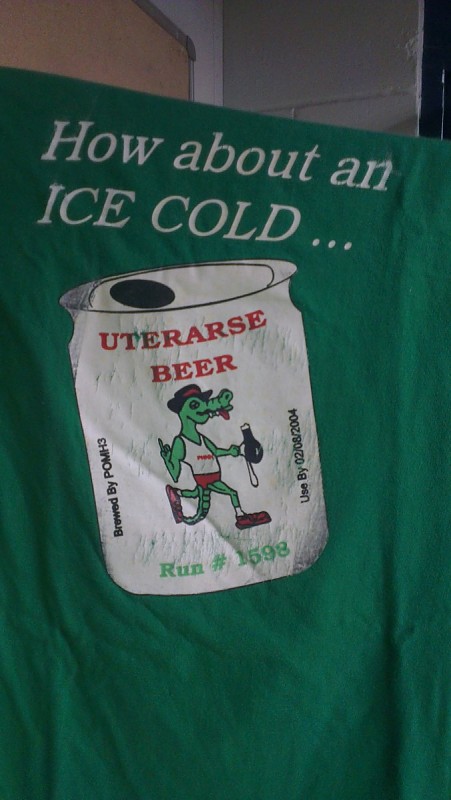 How about an
ICE COLD ...
UTERARSE
BEER
Brewed By POMH3
Use By 02/08/2004
Run # 1598